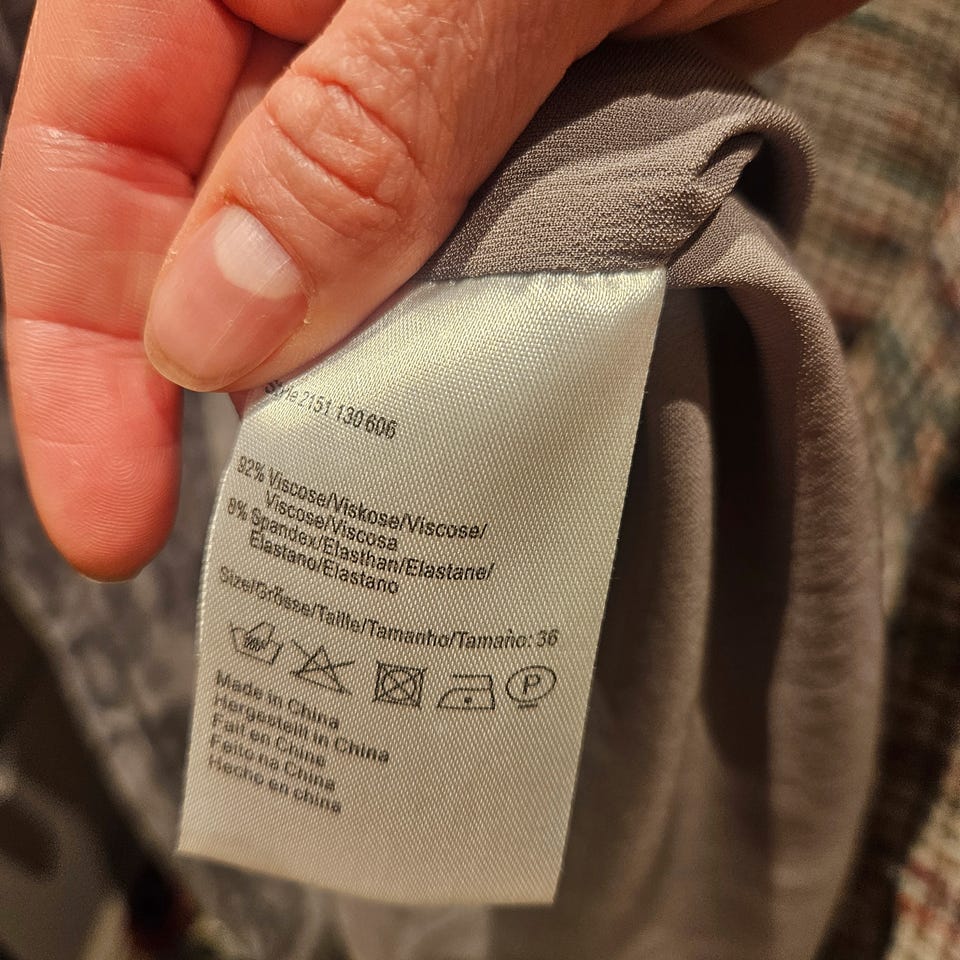 Style 2151 130 606
92% Viscose/Viskose/Viscose/
Viscose/Viscosa
8% Spandex/Elasthan/Elastane/
Elastano/Elastano
Size/Grösse/Taille/Tamanho/Tamaño: 36
P
Made in China
Hergestellt in China
Fait en Chine
Feito na China
Hecho en china